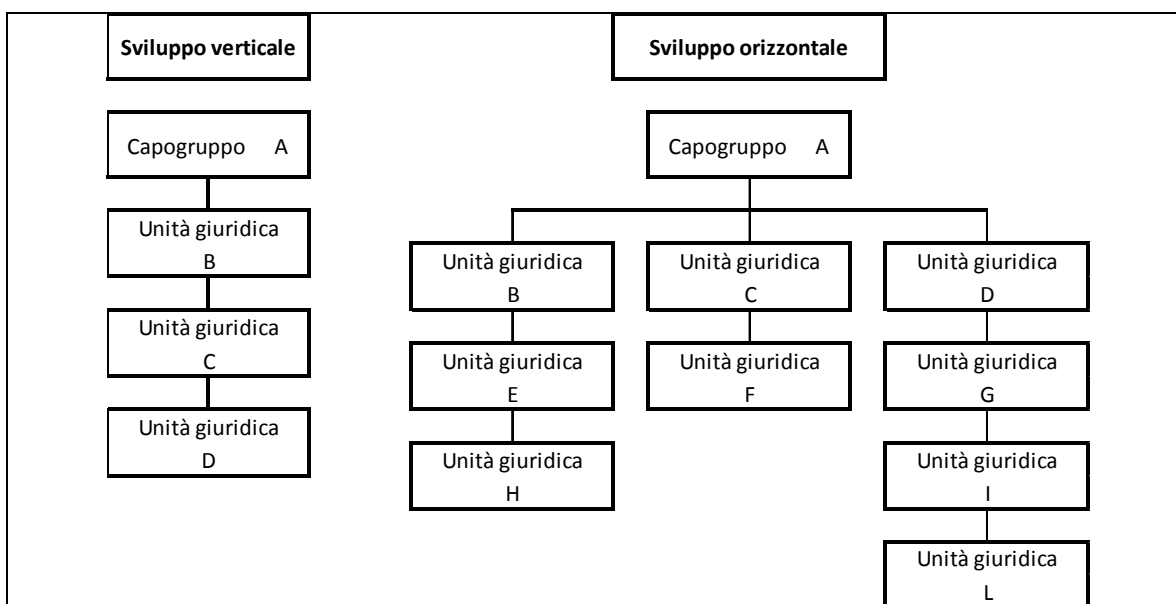 Sviluppo verticale
Capogruppo A
Unità giuridica
B
Unità giuridica
C
Unità giuridica
D
Sviluppo orizzontale
Capogruppo A
Unità giuridica
B
Unità giuridica
C
Unità giuridica
D
Unità giuridica
E
Unità giuridica
F
Unità giuridica
G
Unità giuridica
H
Unità giuridica
I
Unità giuridica
L